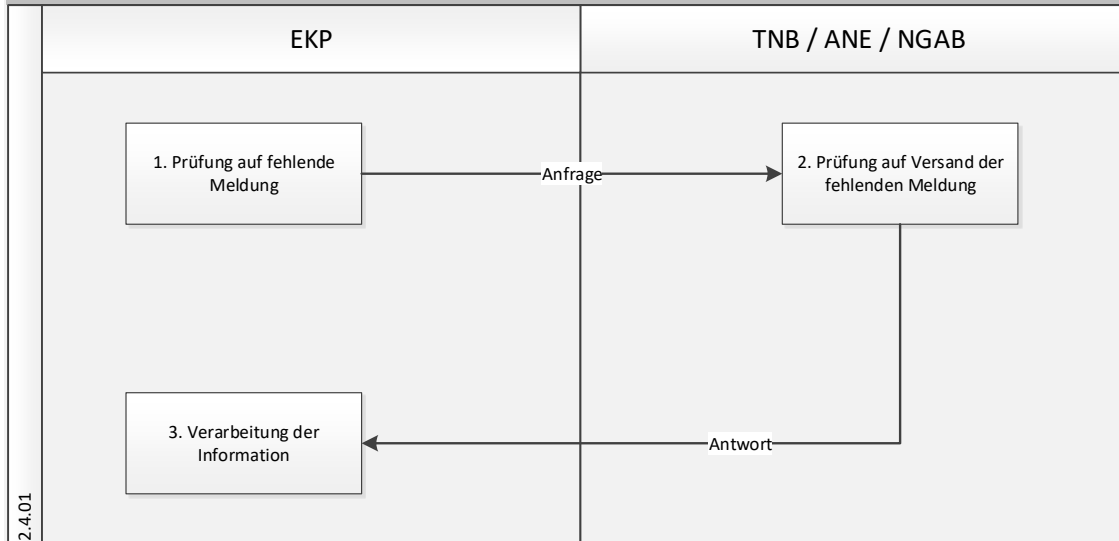 EKP
TNB / ANE / NGAB
1. Prüfung auf fehlende
Meldung
Anfrage
2. Prüfung auf Versand der
fehlenden Meldung
3. Verarbeitung der
Information
Antwort
2.4.01